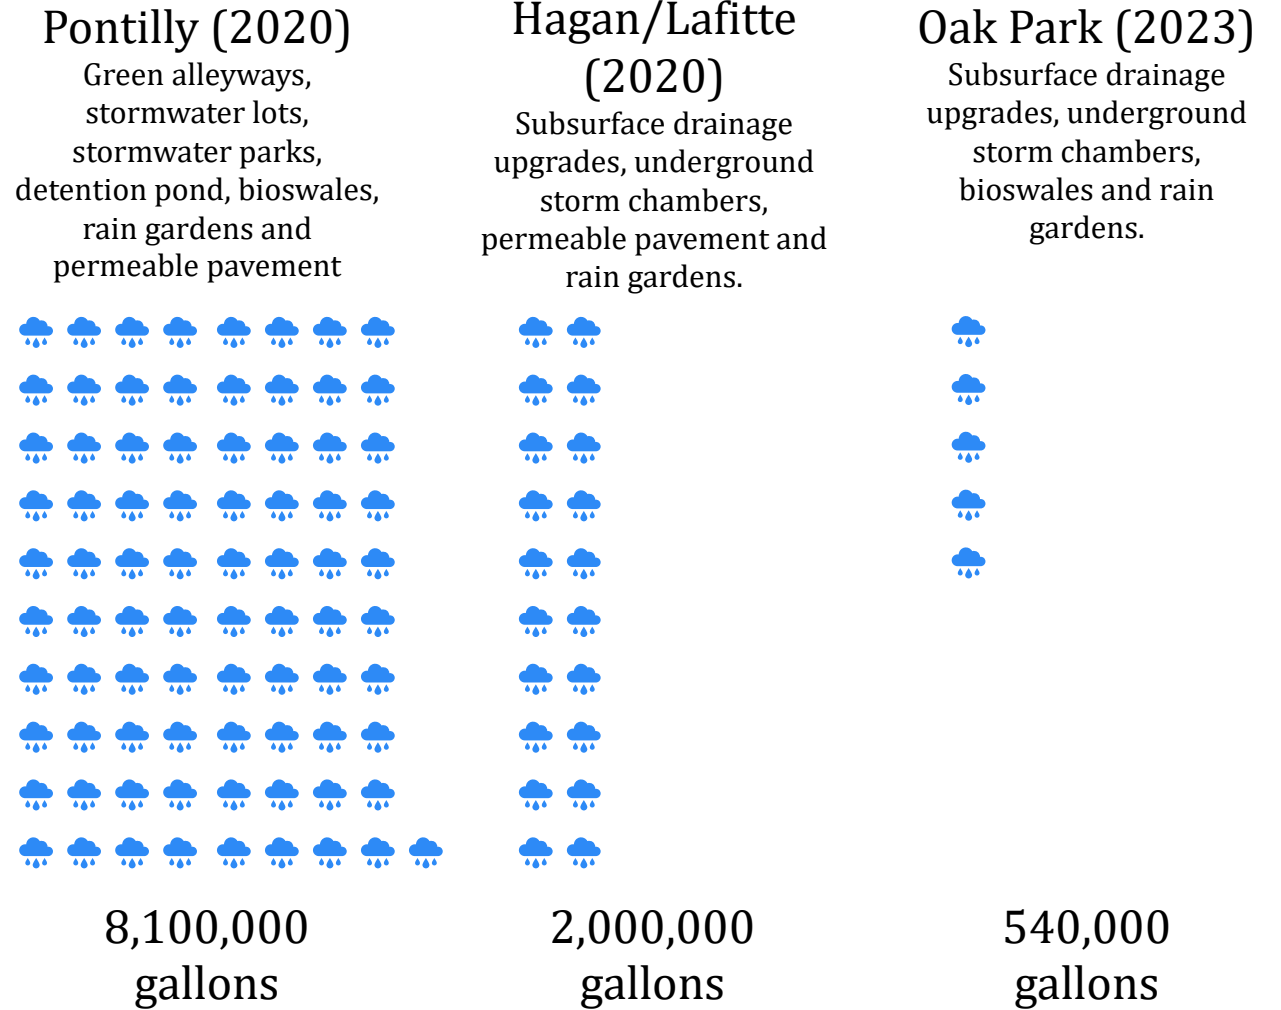 Pontilly (2020)
Green alleyways,
stormwater lots,
stormwater parks,
detention pond, bioswales,
rain gardens and
permeable pavement
8,100,000
gallons
Hagan/Lafitte
(2020)
Subsurface drainage
upgrades, underground
storm chambers,
permeable pavement and
rain gardens.
2,000,000
gallons
Oak Park (2023)
Subsurface drainage
upgrades, underground
storm chambers,
bioswales and rain
gardens.
540,000
gallons